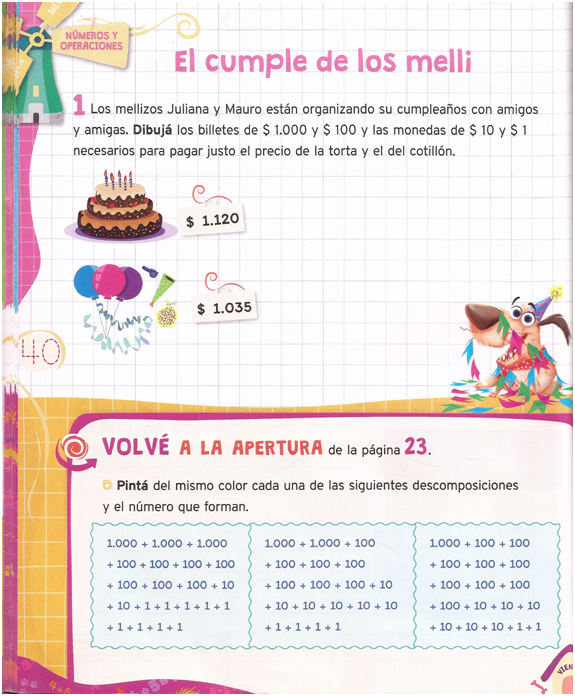 NÚMEROS Y
OPERACIONES
El cumple de los melli
1 Los mellizos Juliana y Mauro están organizando su cumpleaños con amigos
y amigas. Dibujá los billetes de $ 1.000 y $ 100 y las monedas de $ 10 y $ 1
necesarios para pagar justo el precio de la torta y el del cotillón.
$ 1.120
$ 1.035
40
VOLVÉ A LA APERTURA de la página 23.
Pintá del mismo color cada una de las siguientes descomposiciones
y el número que forman.
1.000 + 1.000 + 1.000
+ 100 + 100 + 100 + 100
+ 100 + 100 + 100 + 10
+ 10 + 1 + 1 + 1 + 1 + 1
+ 1 + 1 + 1 + 1
1.000 + 1.000 + 100
+ 100 + 100 + 100
+ 100 + 100 + 100 + 10
+ 10 + 10 + 10 + 10 + 10
+ 1 + 1 + 1 + 1
1.000 + 100 + 100
+ 100 + 100 + 100
+ 100 + 100 + 100
+ 100 + 10 + 10 + 10
+ 10 + 10 + 10 + 1 + 1